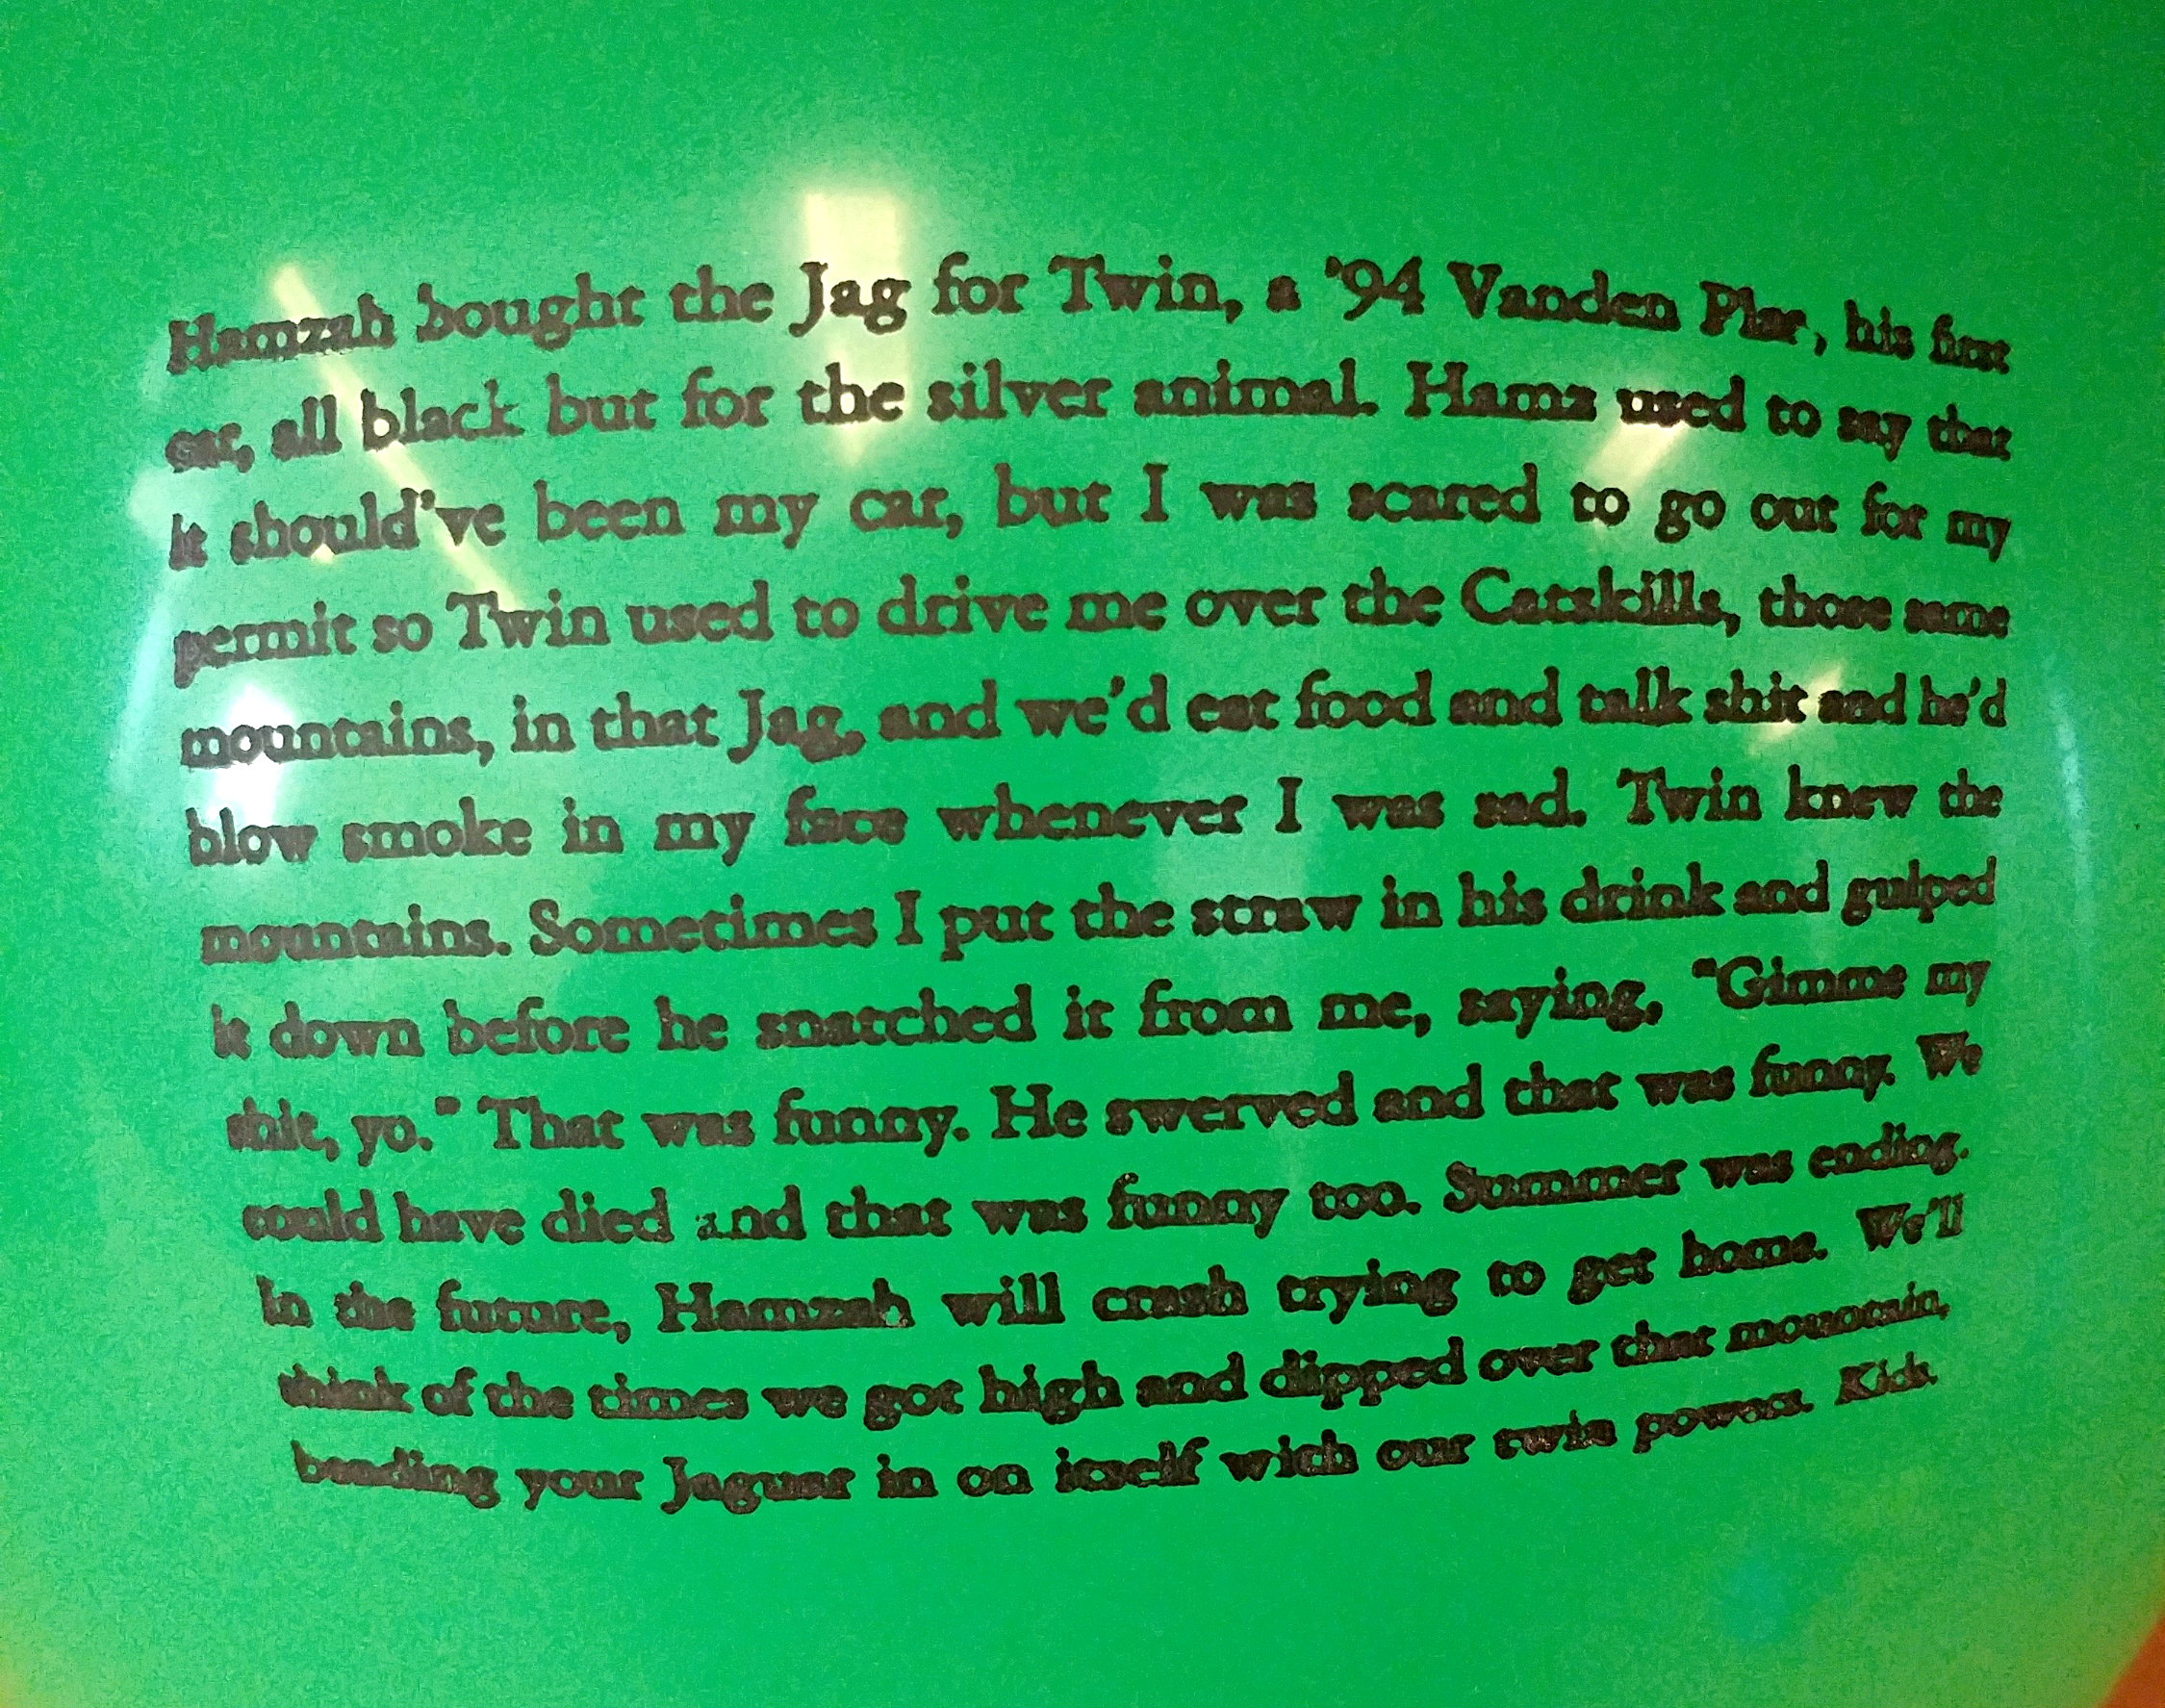 Hamzah bought the Jag for Twin, a '94 Vanden Plas, his first
car, all black but for the silver animal. Hamz used to say that
it should've been my car, but I was scared to go out for my
permit so Twin used to drive me over the Catskills, those same
mountains, in that Jag, and we'd eat food and talk shit and he'd
blow smoke in my face whenever I was sad. Twin knew the
mountains. Sometimes I put the straw in his drink and gulped
it down before he snatched it from me, saying, "Gimme my
shit, yo." That was funny. He swerved and that was funny. We
could have died and that was funny too. Summer was ending.
In the future, Hamzah will crash trying to get home. We'll
think of the times we got high and dipped over that mountain,
bending your Jaguar in on itself with our twin powers. Kids.